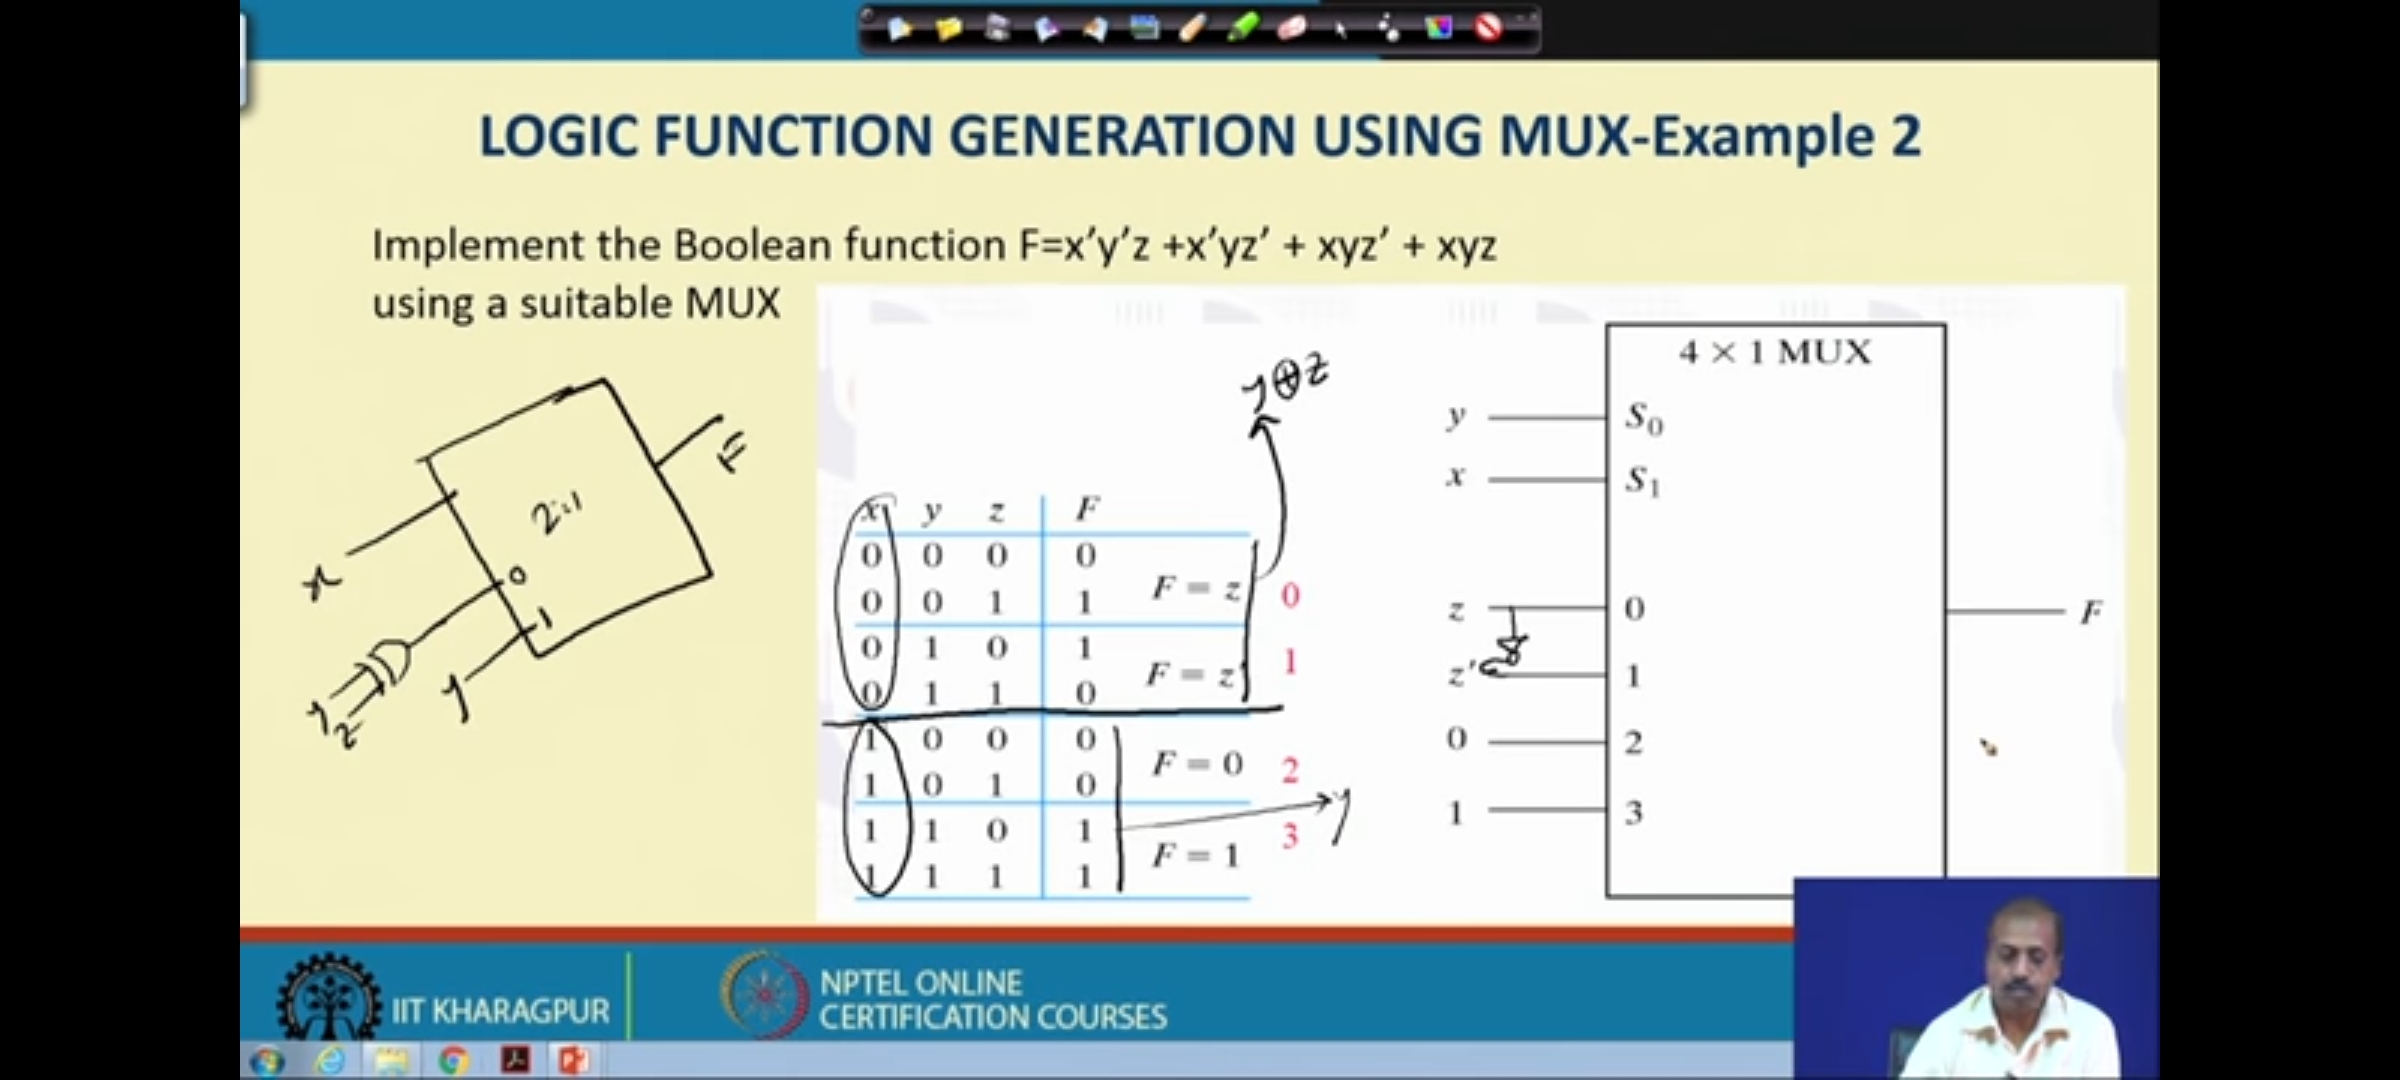 LOGIC FUNCTION GENERATION USING MUX-Example 2
Implement the Boolean function F=x′y′z +x′yz′ + xyz′ + xyz
using a suitable MUX
2:1
x
0
1
y
z
y
F
y⊕z
x y z F
0 0 0 0
0 0 1 1
F = z 0
0 1 0 1
0 1 1 0
F = z′ 1
1 0 0 0
1 0 1 0
F = 0 2
1 1 0 1
1 1 1 1
F = 1 3
y
4 × 1 MUX
y S0
x S1
z 0
z′ 1
0 2
1 3
F
IIT KHARAGPUR
NPTEL ONLINE
CERTIFICATION COURSES